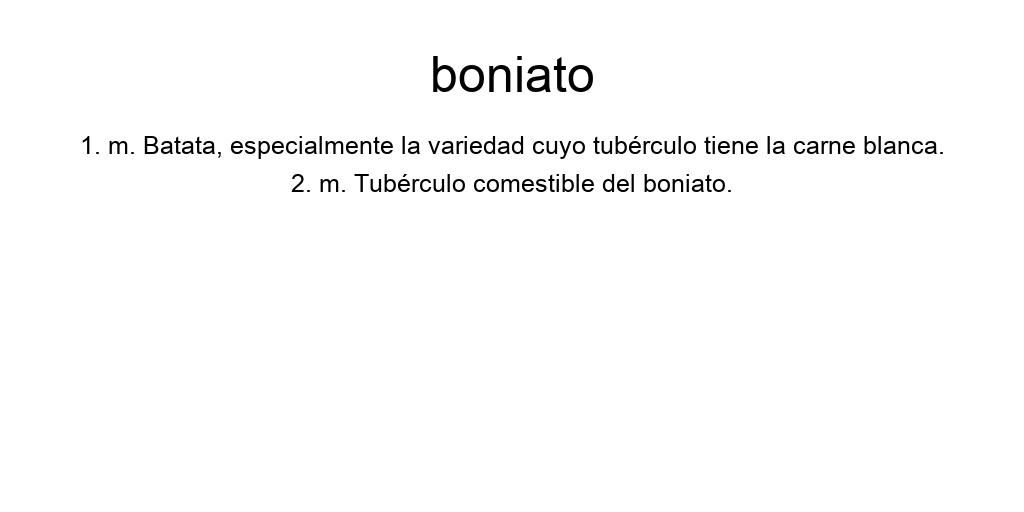 boniato
1. m. Batata, especialmente la variedad cuyo tubérculo tiene la carne blanca.
2. m. Tubérculo comestible del boniato.